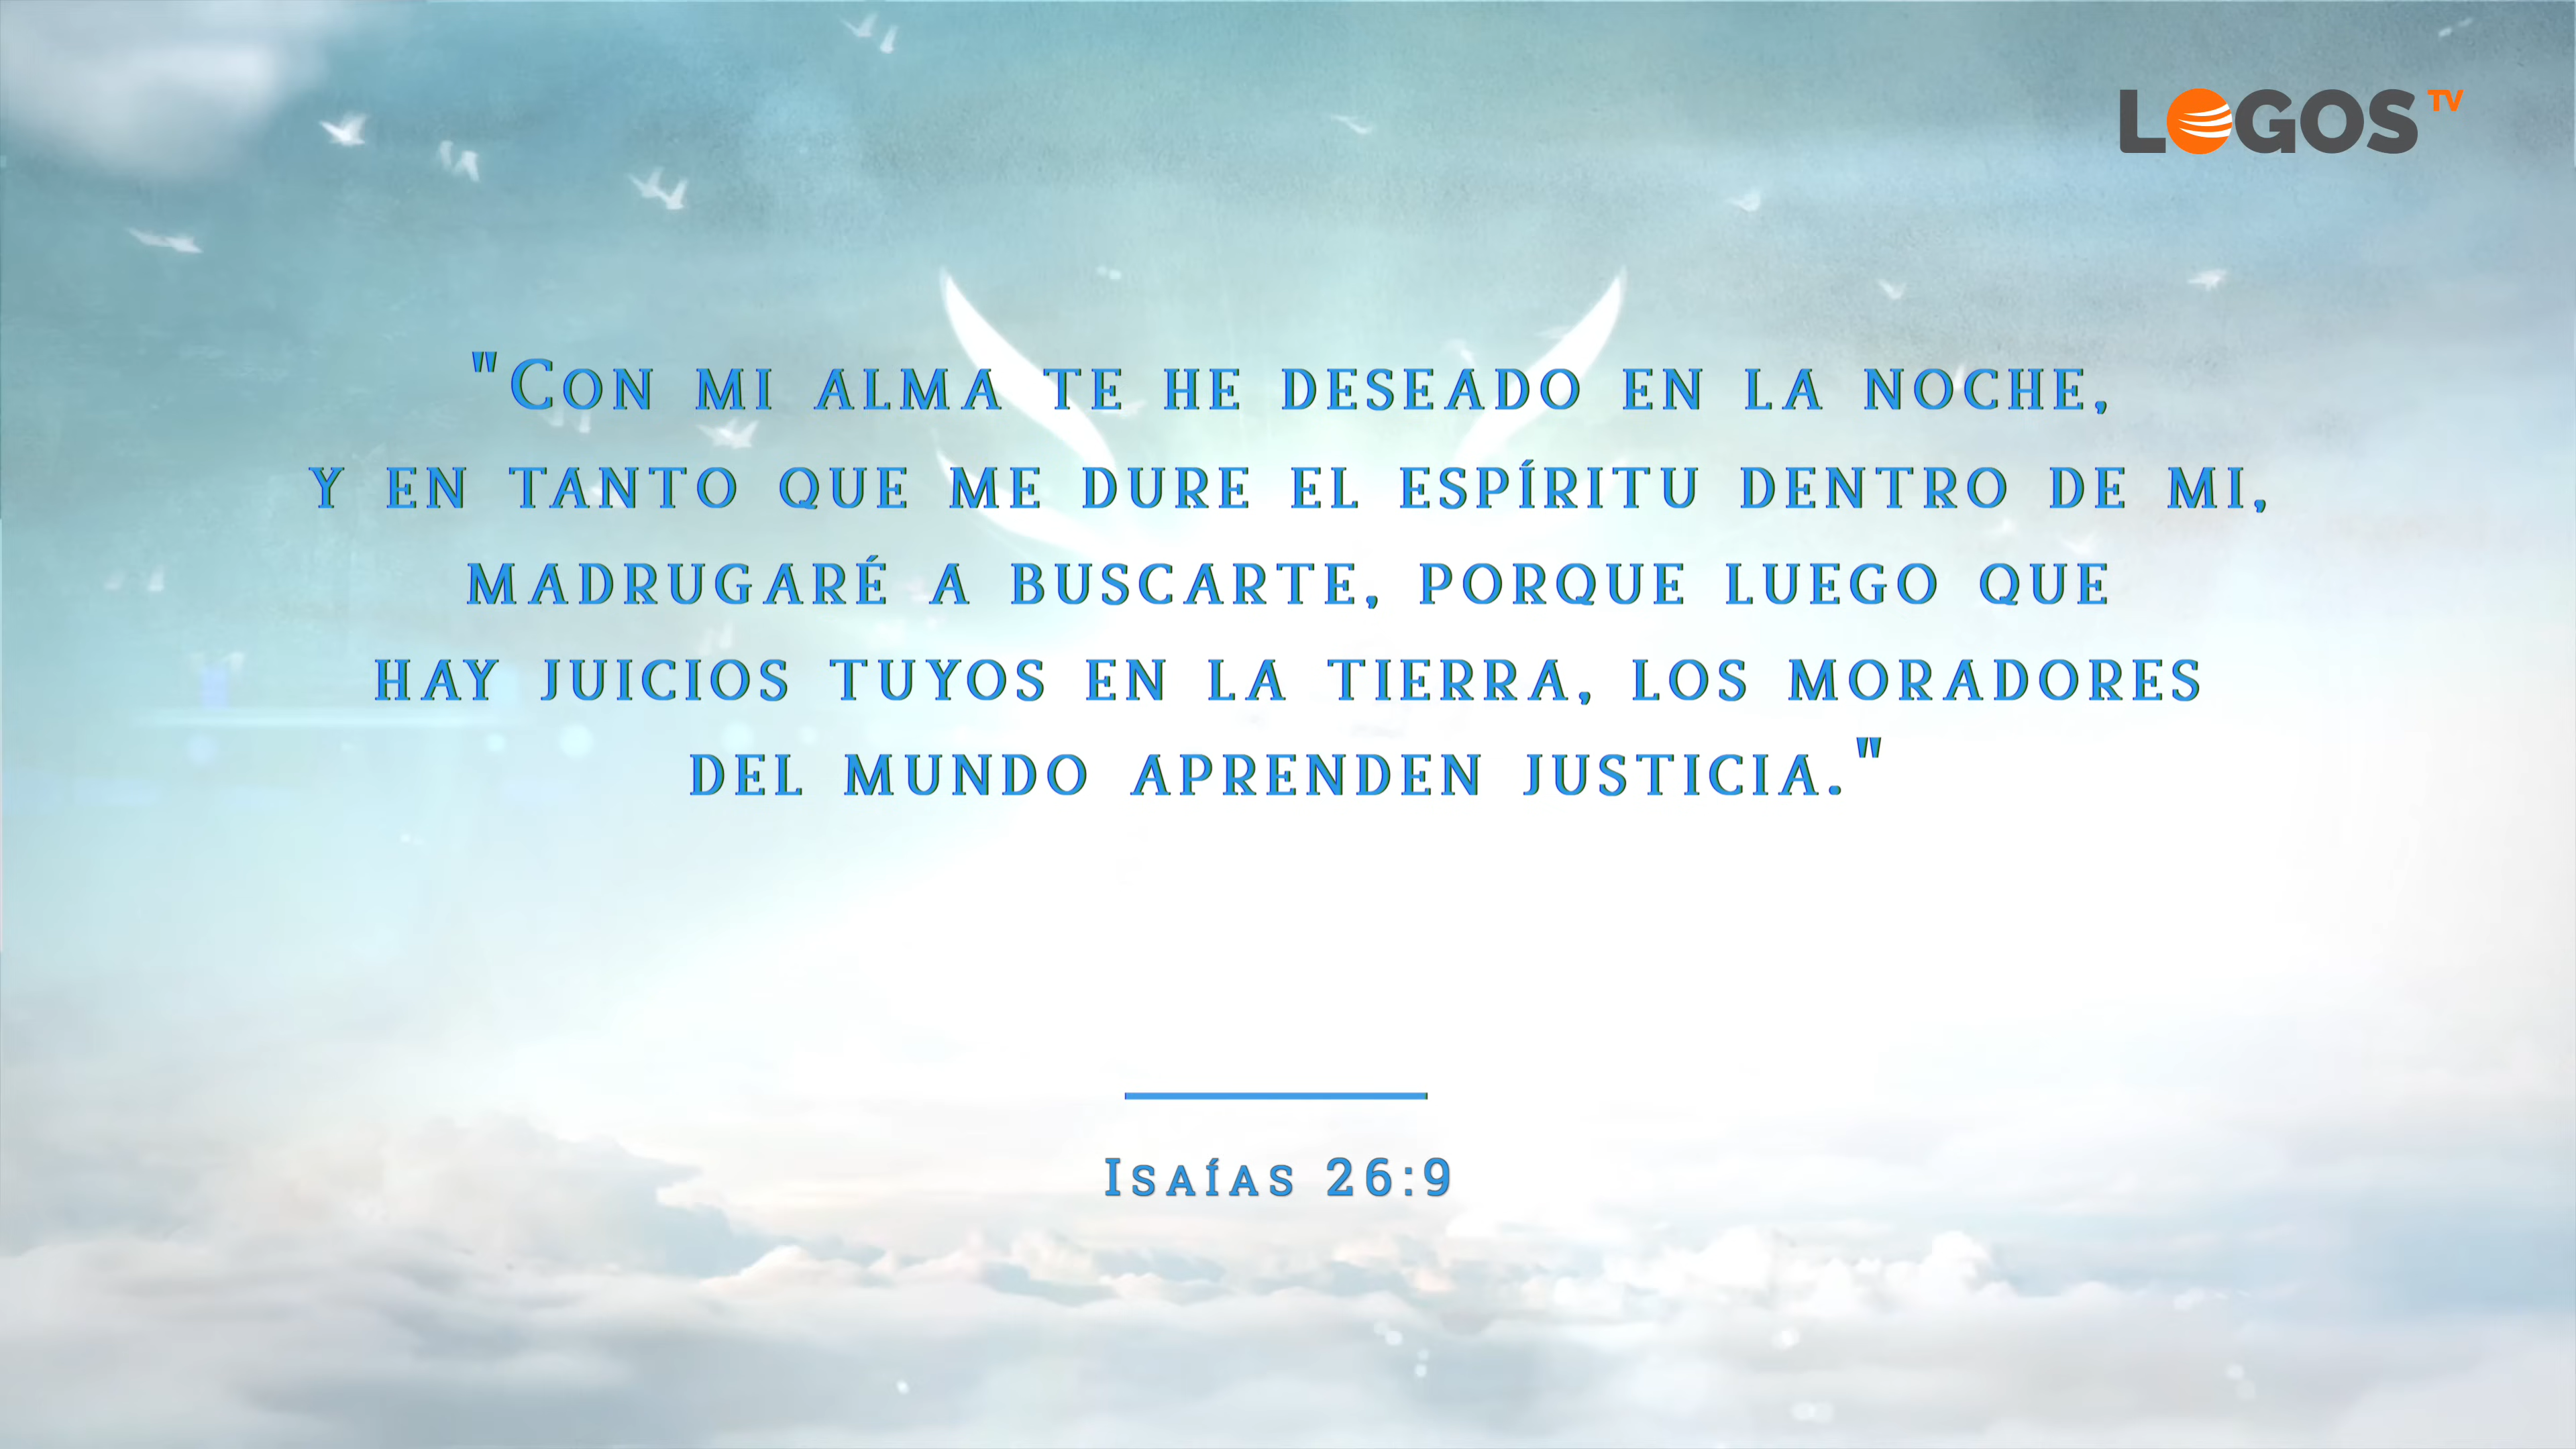 LOGOS TV
"Con mi alma te he deseado en la noche,
y en tanto que me dure el espíritu dentro de mi,
madrugaré a buscarte, porque luego que
hay juicios tuyos en la tierra, los moradores
del mundo aprenden justicia."
Isaías 26:9